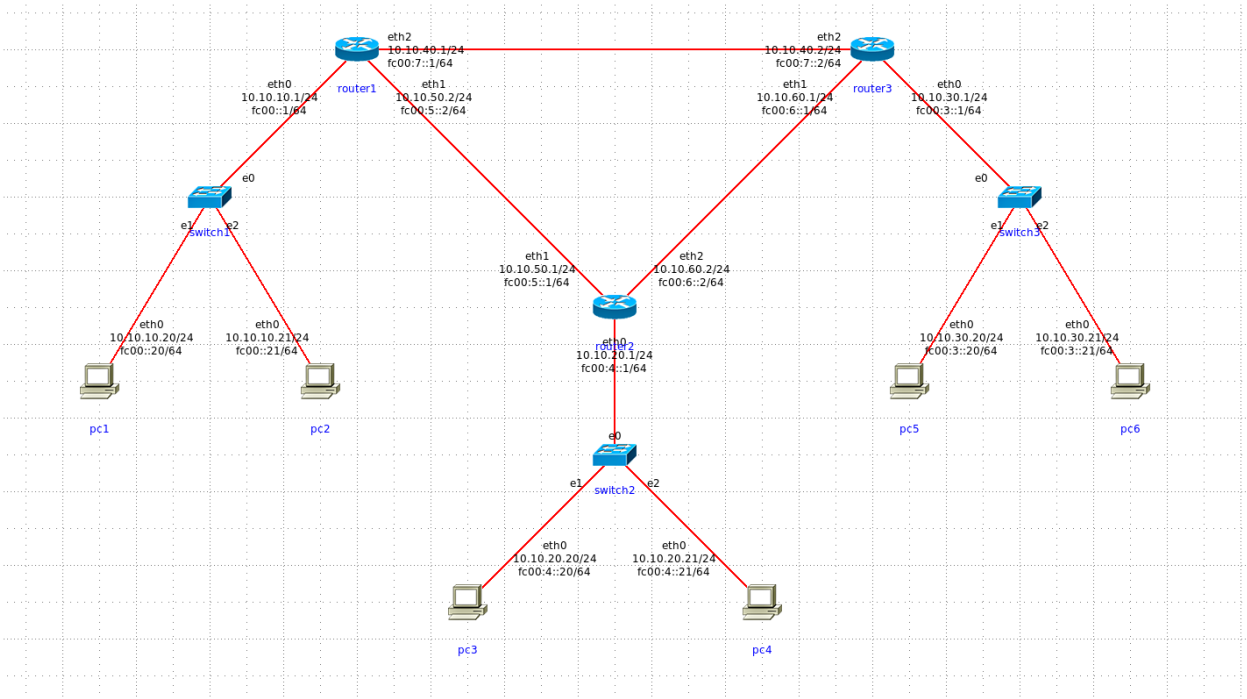 eth2
10.10.40.1/24
fc00:7::1/64
router1
eth2
10.10.40.2/24
fc00:7::2/64
router3
eth0
10.10.10.1/24
fc00::1/64
eth1
10.10.50.2/24
fc00:5::2/64
eth1
10.10.60.1/24
fc00:6::1/64
eth0
10.10.30.1/24
fc00:3::1/64
e0
e1
e2
switch1
e0
e1
e2
switch3
eth1
10.10.50.1/24
fc00:5::1/64
eth2
10.10.60.2/24
fc00:6::2/64
router2
eth0
10.10.20.1/24
fc00:4::1/64
eth0
10.10.10.20/24
fc00::20/64
eth0
10.10.10.21/24
fc00::21/64
eth0
10.10.30.20/24
fc00:3::20/64
eth0
10.10.30.21/24
fc00:3::21/64
pc1
pc2
pc5
pc6
e0
e1
e2
switch2
eth0
10.10.20.20/24
fc00:4::20/64
eth0
10.10.20.21/24
fc00:4::21/64
pc3
pc4